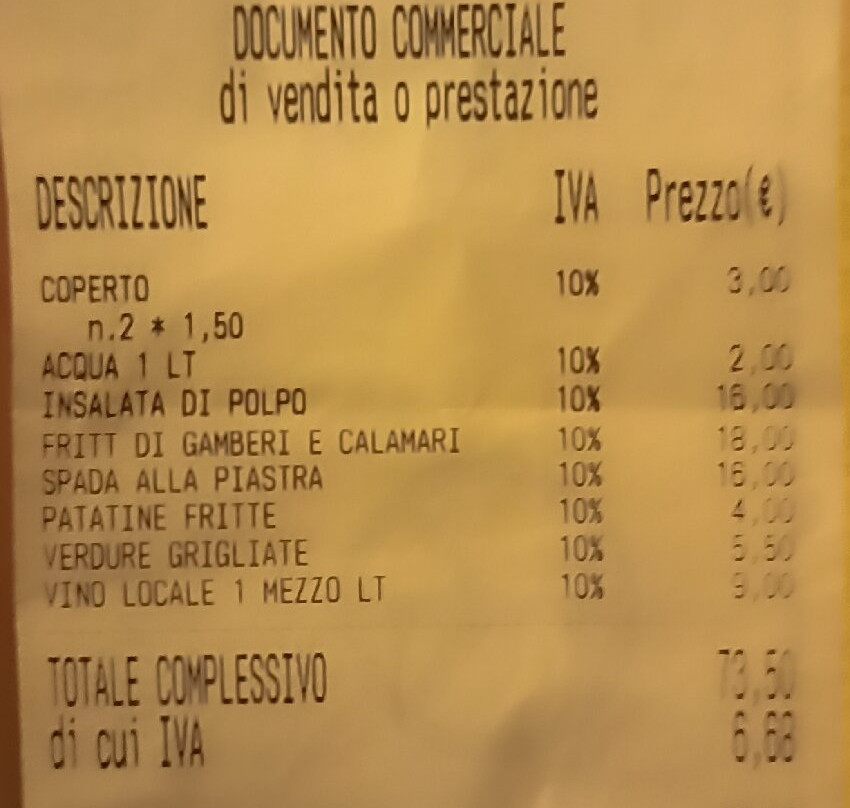 DOCUMENTO COMMERCIALE
di vendita o prestazione
DESCRIZIONE IVA Prezzo(€)
COPERTO 10% 3,00
n.2 * 1,50
ACQUA 1 LT 10% 2,00
INSALATA DI POLPO 10% 16,00
FRITT DI GAMBERI E CALAMARI 10% 18,00
SPADA ALLA PIASTRA 10% 16,00
PATATINE FRITTE 10% 4,00
VERDURE GRIGLIATE 10% 5,50
VINO LOCALE 1 MEZZO LT 10% 9,00
TOTALE COMPLESSIVO 73,50
di cui IVA 6,68